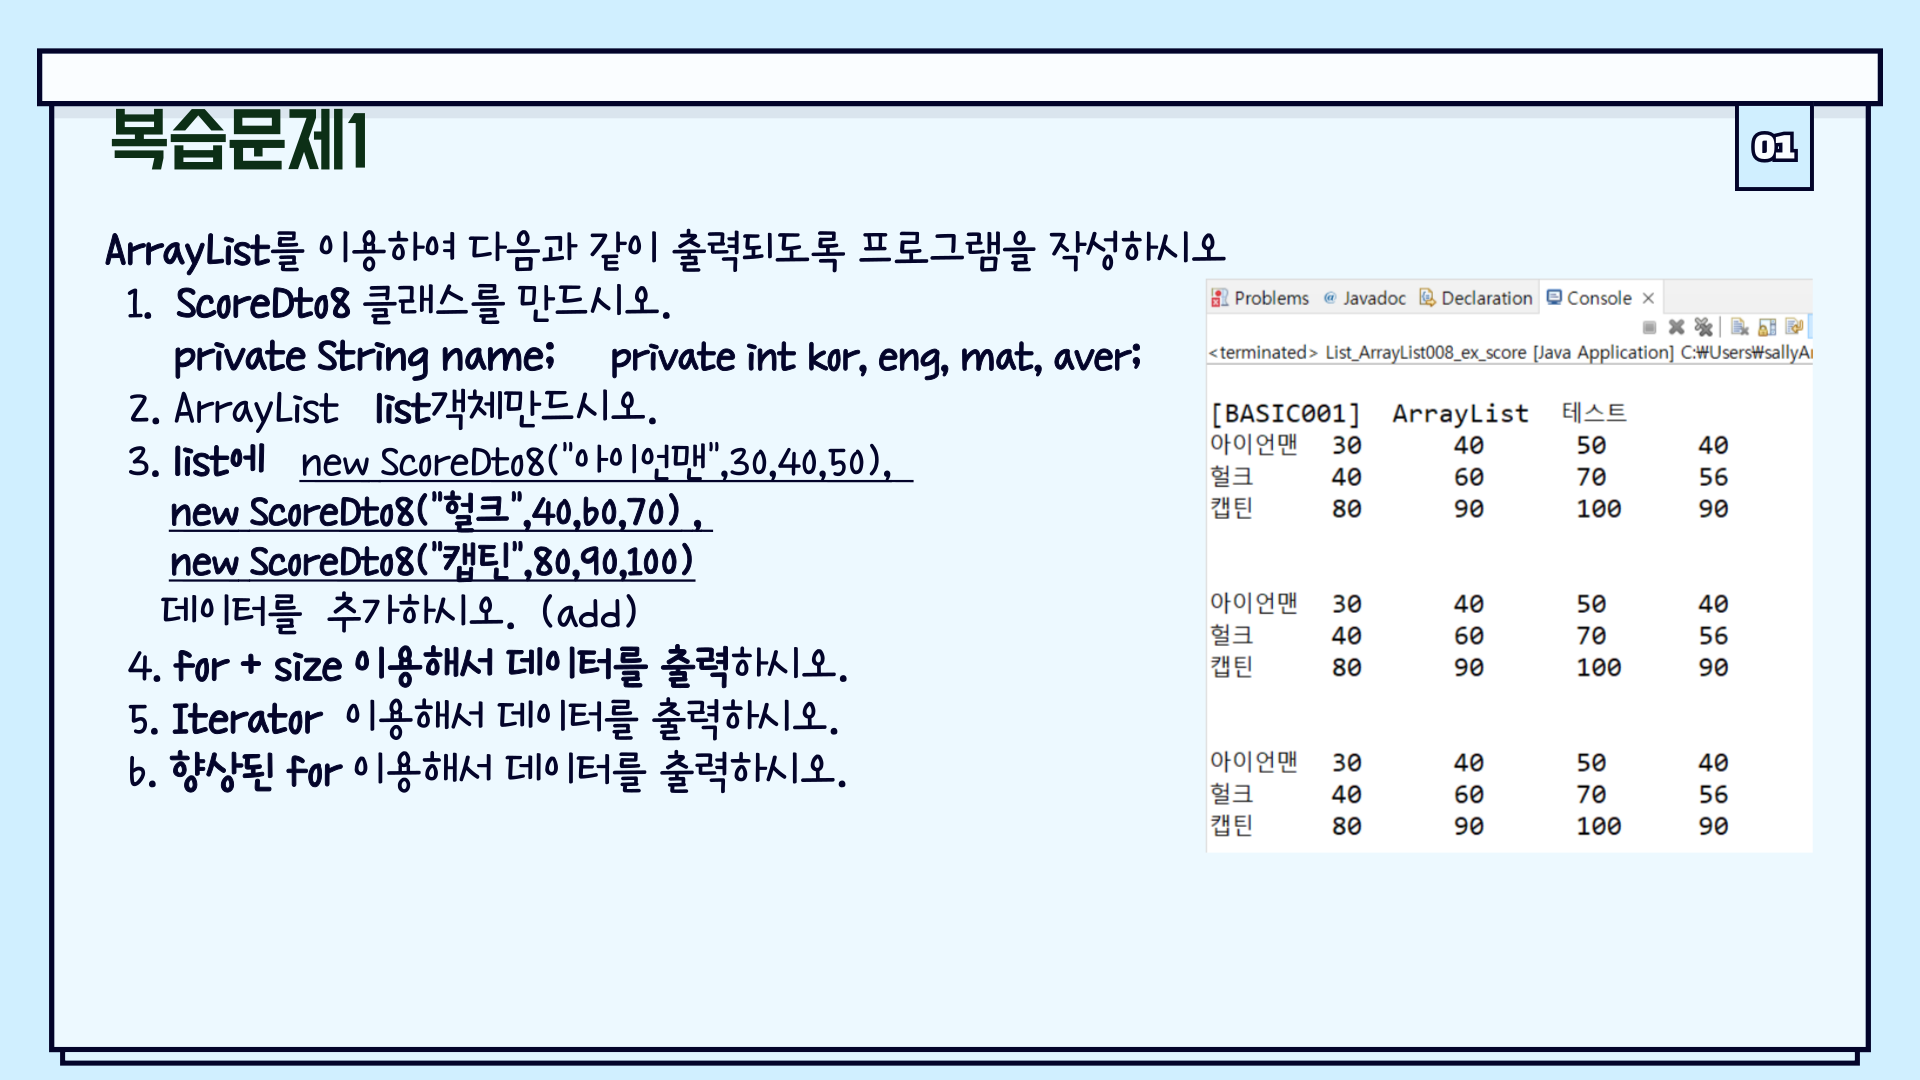 복습문제1
01
ArrayList를 이용하여 다음과 같이 출력되도록 프로그램을 작성하시오
1. ScoreDto8 클래스를 만드시오.
private String name; private int kor, eng, mat, aver;
2. ArrayList list객체만드시오.
3. list에 new ScoreDto8("아이언맨",30,40,50),
new ScoreDto8("헐크",40,60,70) ,
new ScoreDto8("캡틴",80,90,100)
데이터를 추가하시오. (add)
4. for + size 이용해서 데이터를 출력하시오.
5. Iterator 이용해서 데이터를 출력하시오.
6. 향상된 for 이용해서 데이터를 출력하시오.
Problems @ Javadoc Declaration Console
<terminated> List_ArrayList008_ex_score [Java Application] C:₩Users₩sallyAr
[BASIC001] ArrayList 테스트
아이언맨 30 40 50 40
헐크 40 60 70 56
캡틴 80 90 100 90
아이언맨 30 40 50 40
헐크 40 60 70 56
캡틴 80 90 100 90
아이언맨 30 40 50 40
헐크 40 60 70 56
캡틴 80 90 100 90